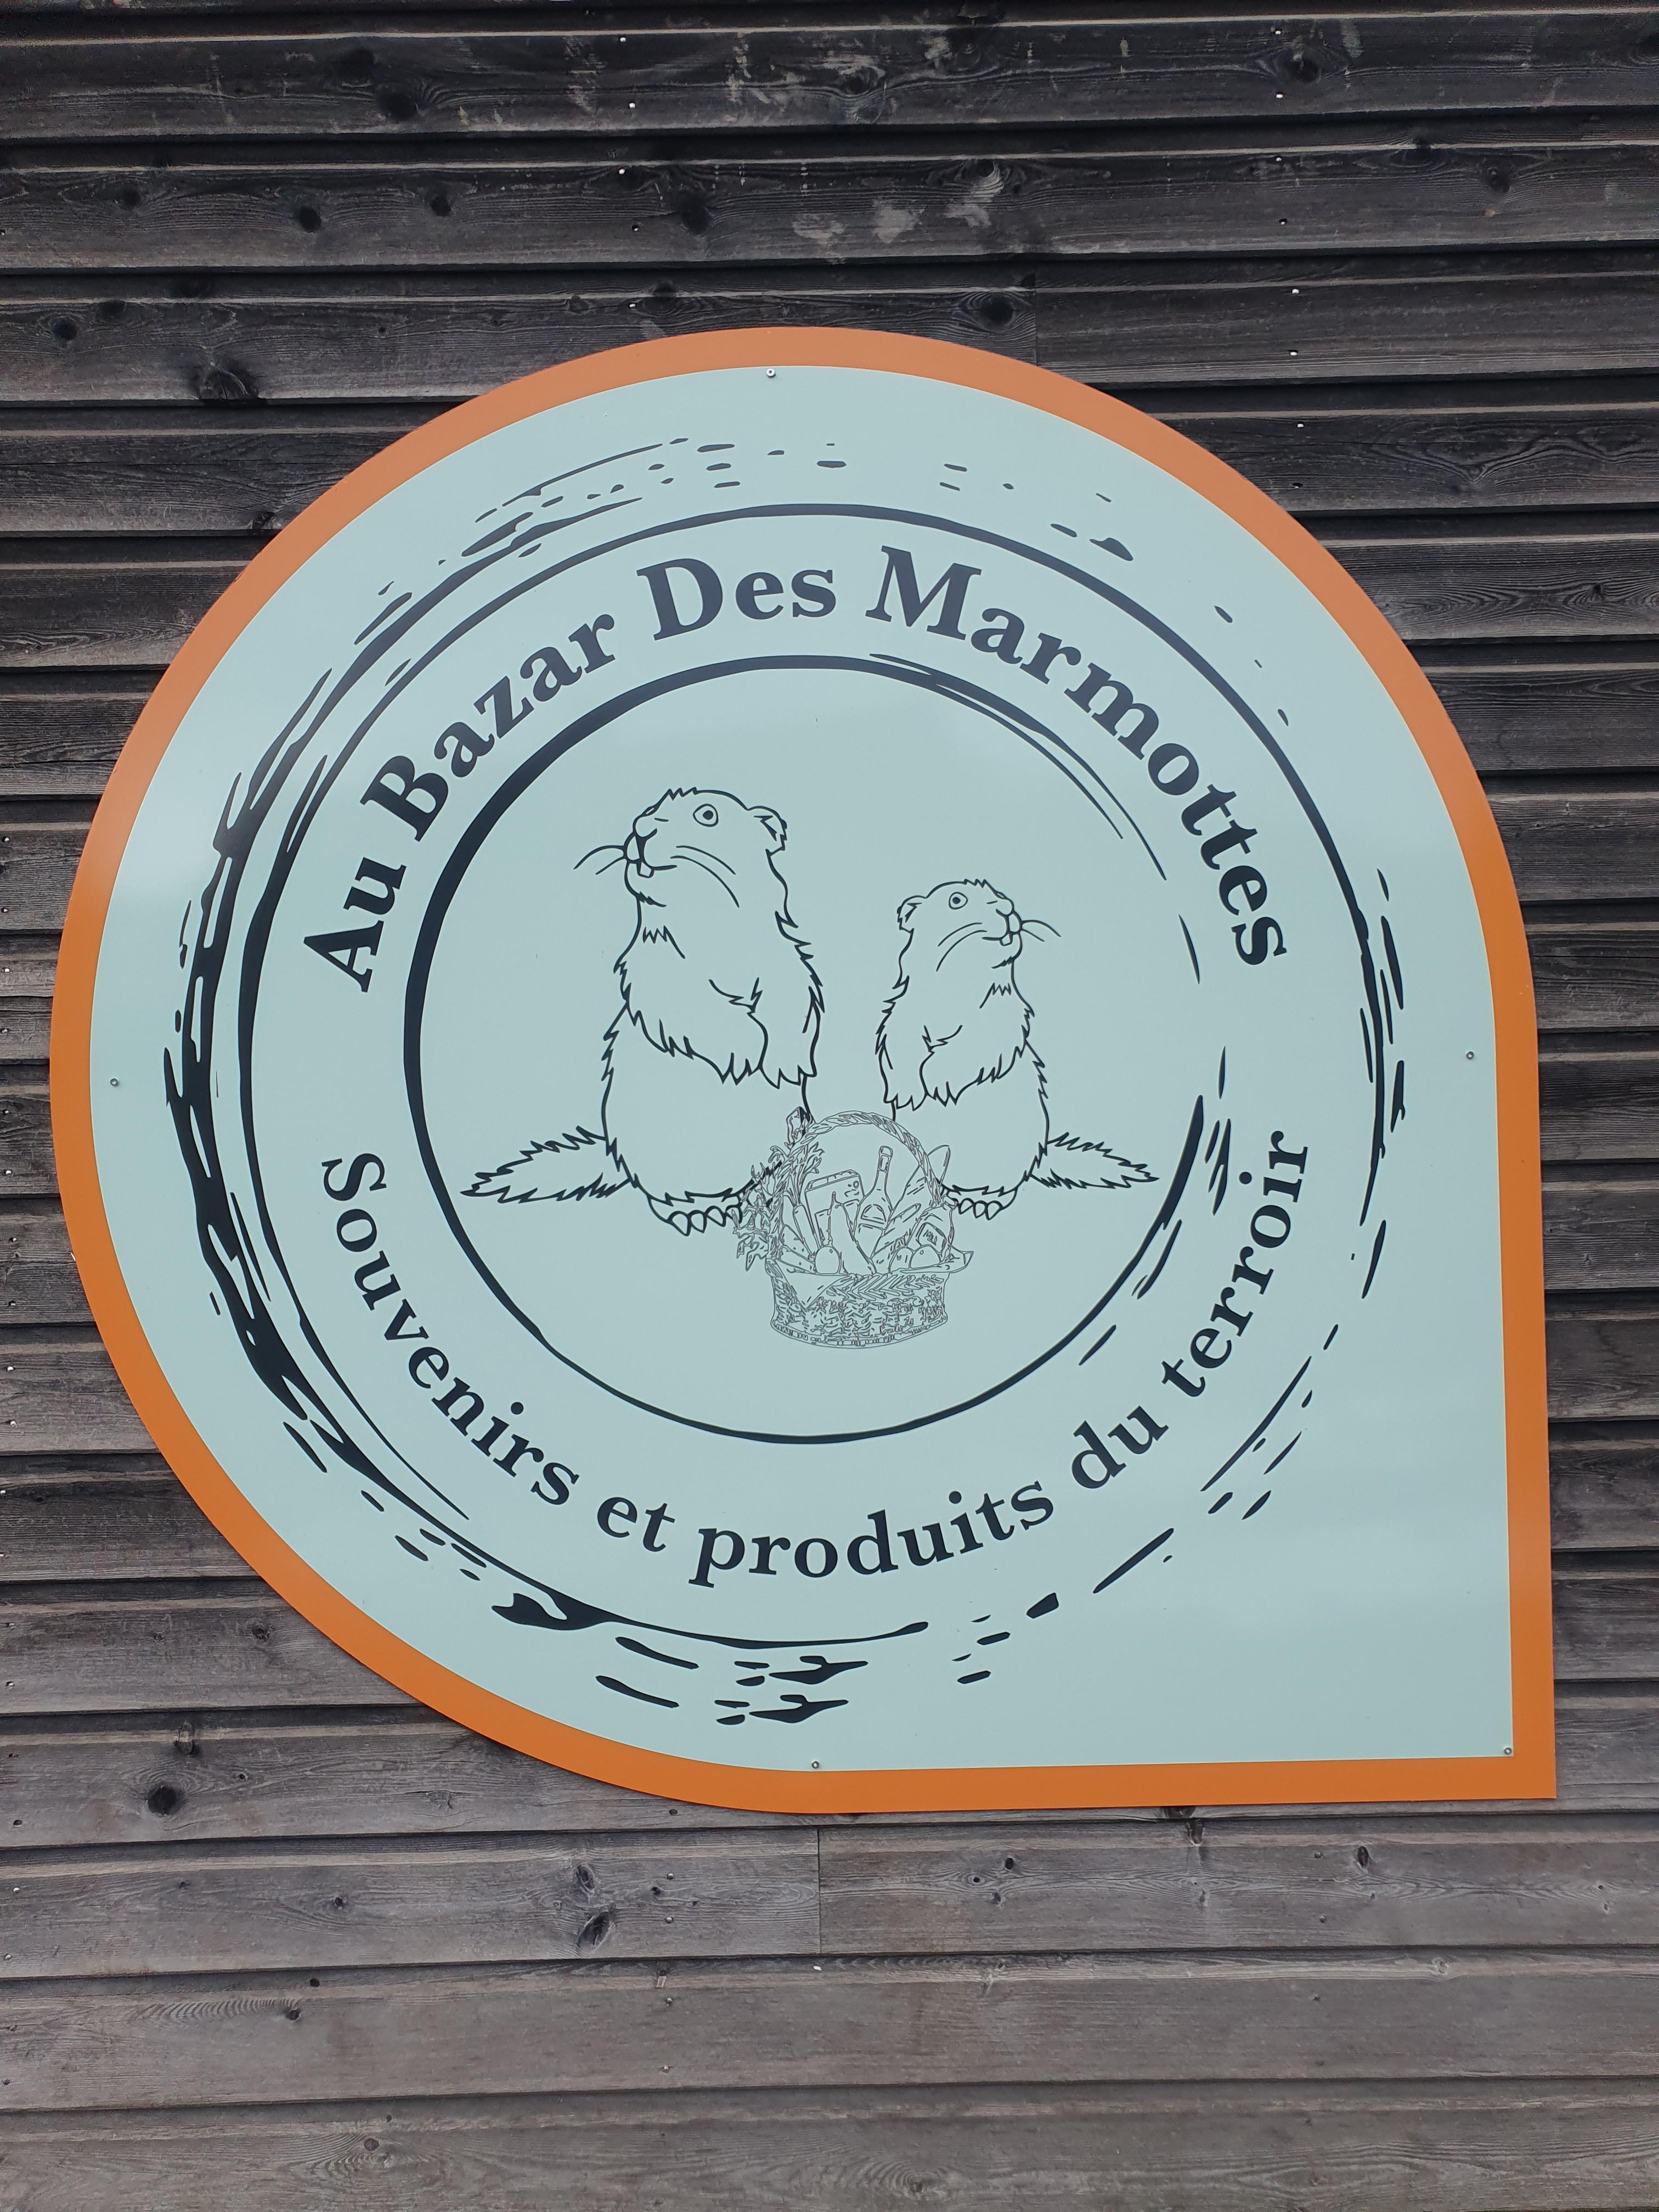 Au Bazar Des Marmottes
Souvenirs et produits du terroir